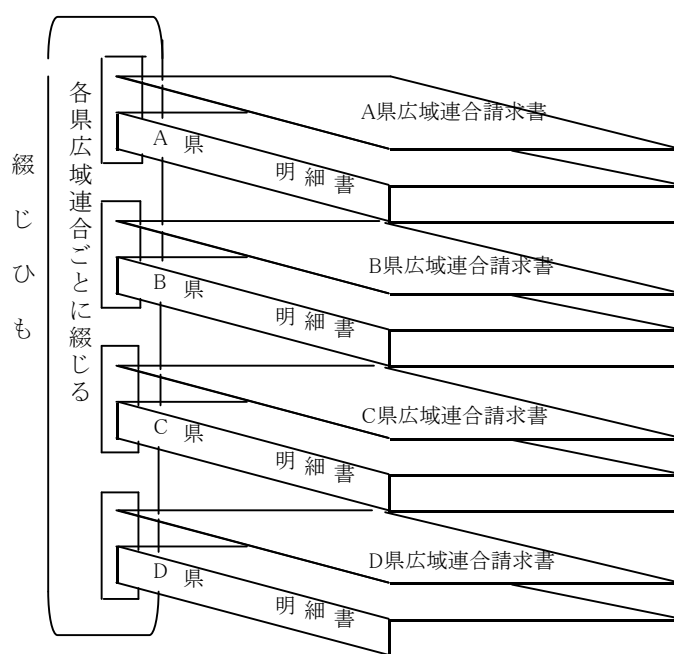 綴じひも
各県広域連合ごとに綴じる
A県広域連合請求書
A県
明細書
B県広域連合請求書
B県
明細書
C県広域連合請求書
C県
明細書
D県広域連合請求書
D県
明細書